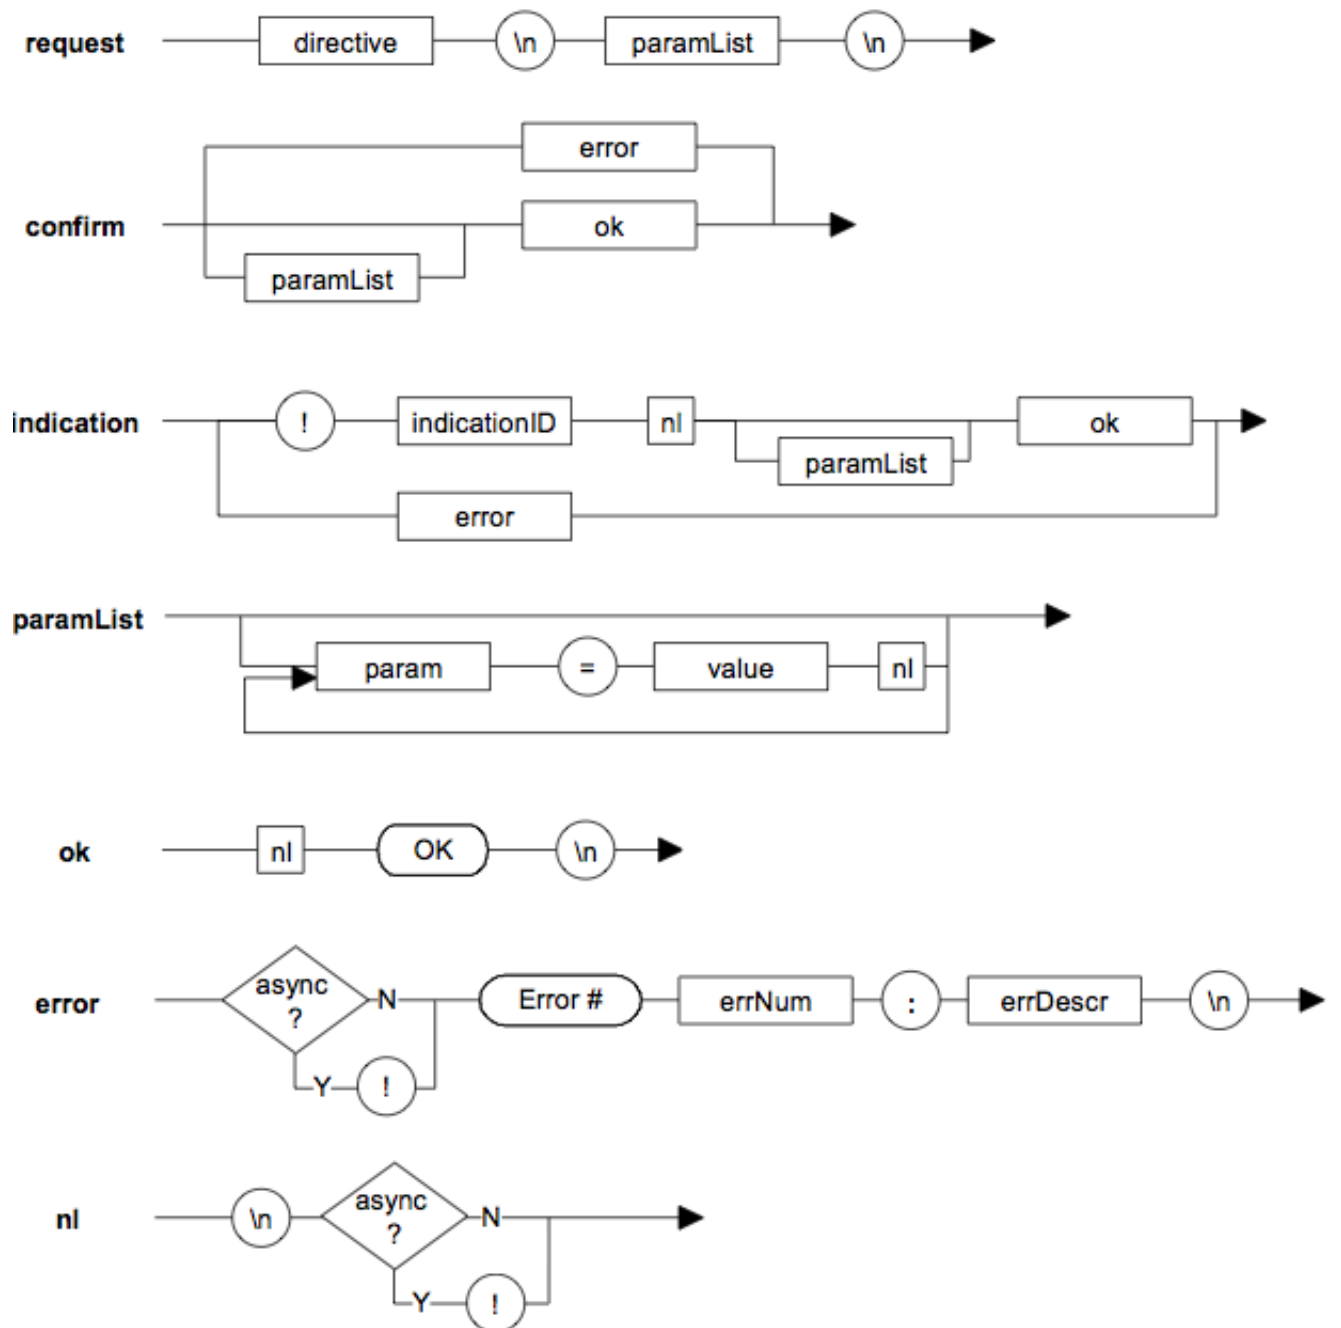 request directive \n paramList \n
error
confirm ok
paramList
indication ! indicationID nl ok
paramList
error
paramList
param = value nl
ok nl OK \n
async
? N
error Error # errNum : errDescr \n
Y !
async
? N
nl \n
Y !